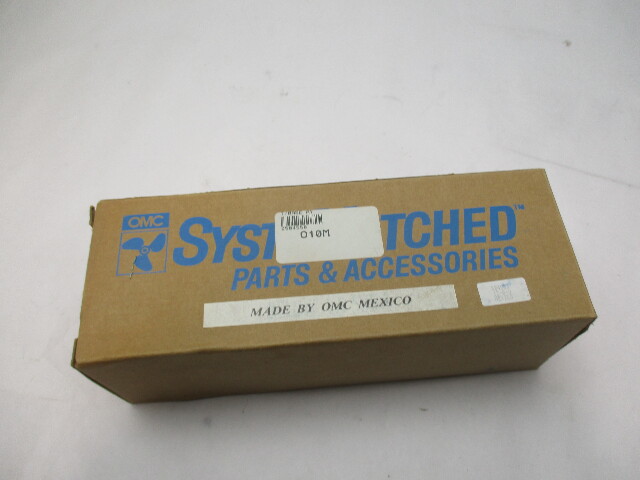 OMC
SYST TCHED™
010M
PARTS & ACCESSORIES
MADE BY OMC MEXICO